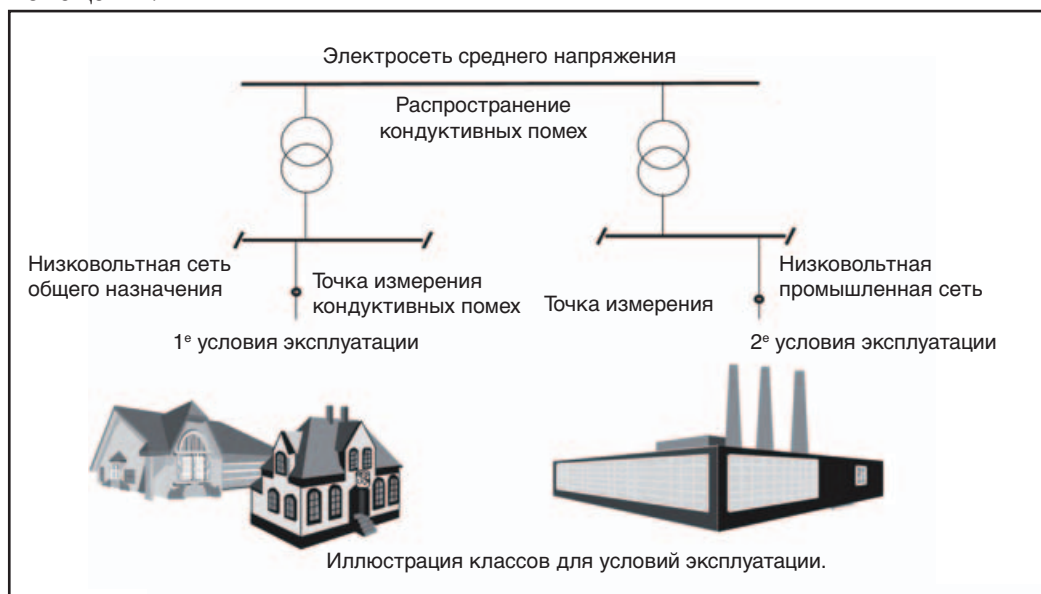 Электросеть среднего напряжения
Распространение
кондуктивных помех
Низковольтная сеть
общего назначения
Точка измерения
кондуктивных помех
Точка измерения
Низковольтная
промышленная сеть
1е условия эксплуатации
2е условия эксплуатации
Иллюстрация классов для условий эксплуатации.